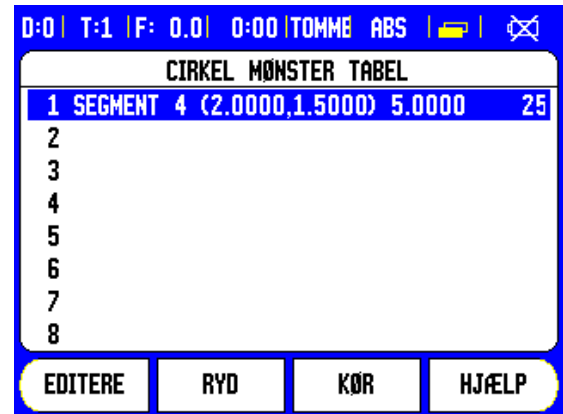 D:0 | T:1 | F: 0.0 | 0:00 | TOMME ABS
CIRKEL MØNSTER TABEL
1 SEGMENT 4 (2.0000,1.5000) 5.0000 25
2
3
4
5
6
7
8
EDITERE RYD KØR HJÆLP